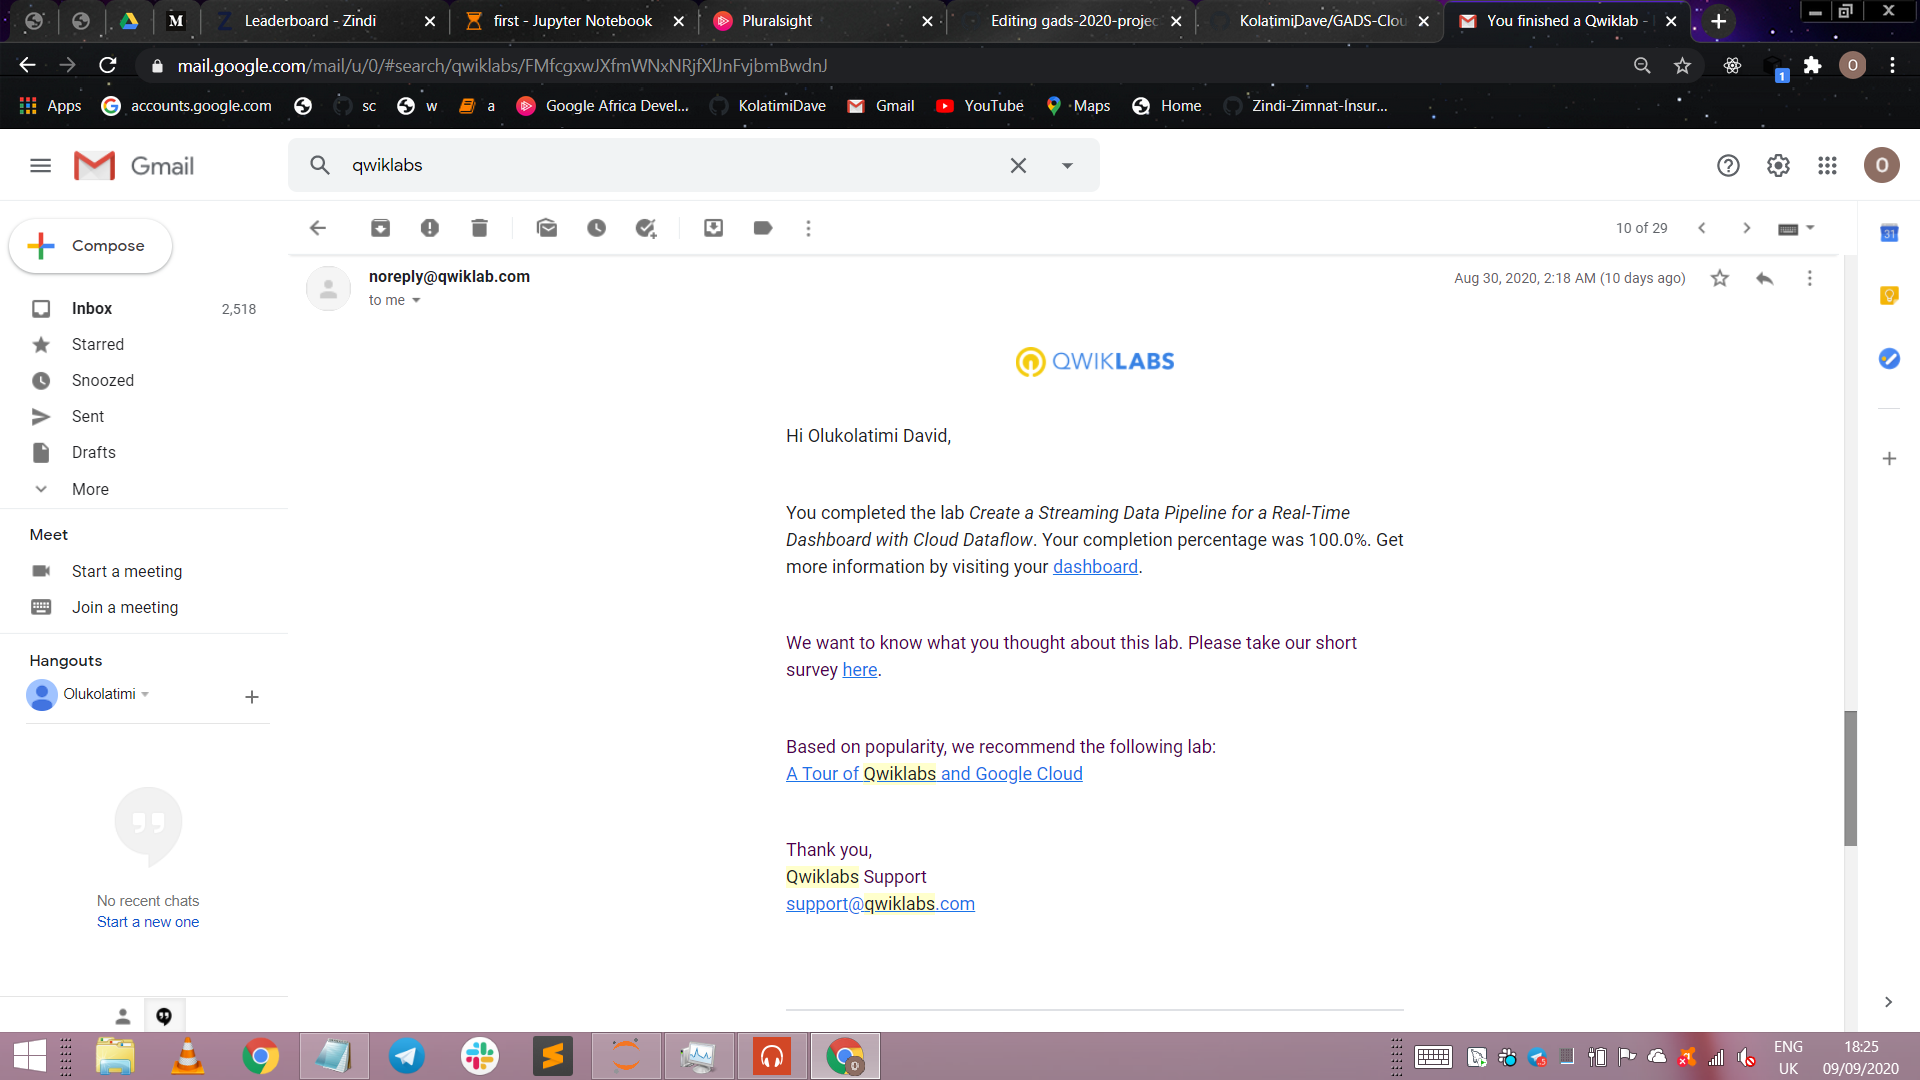 Leaderboard - Zindi
first - Jupyter Notebook
Pluralsight
Editing gads-2020-projec
KolatimiDave/GADS-Clou
You finished a Qwiklab -
mail.google.com/mail/u/0/#search/qwiklabs/FMfcgxwJXfmWNxNRjfXlJnFvjbmBwdnJ
O
1
Apps
accounts.google.com
sc
w
a
Google Africa Devel...
KolatimiDave
Gmail
YouTube
Maps
Home
Zindi-Zimnat-Insur...
Gmail
qwiklabs
O
Compose
10 of 29
31
Inbox 2,518
Starred
Snoozed
Sent
Drafts
More
Meet
Start a meeting
Join a meeting
Hangouts
Olukolatimi
No recent chats
Start a new one
noreply@qwiklab.com
to me
Aug 30, 2020, 2:18 AM (10 days ago)
QWIKLABS
Hi Olukolatimi David,
You completed the lab Create a Streaming Data Pipeline for a Real-Time
Dashboard with Cloud Dataflow. Your completion percentage was 100.0%. Get
more information by visiting your dashboard.
We want to know what you thought about this lab. Please take our short
survey here.
Based on popularity, we recommend the following lab:
A Tour of Qwiklabs and Google Cloud
Thank you,
Qwiklabs Support
support@qwiklabs.com
ENG
UK
18:25
09/09/2020